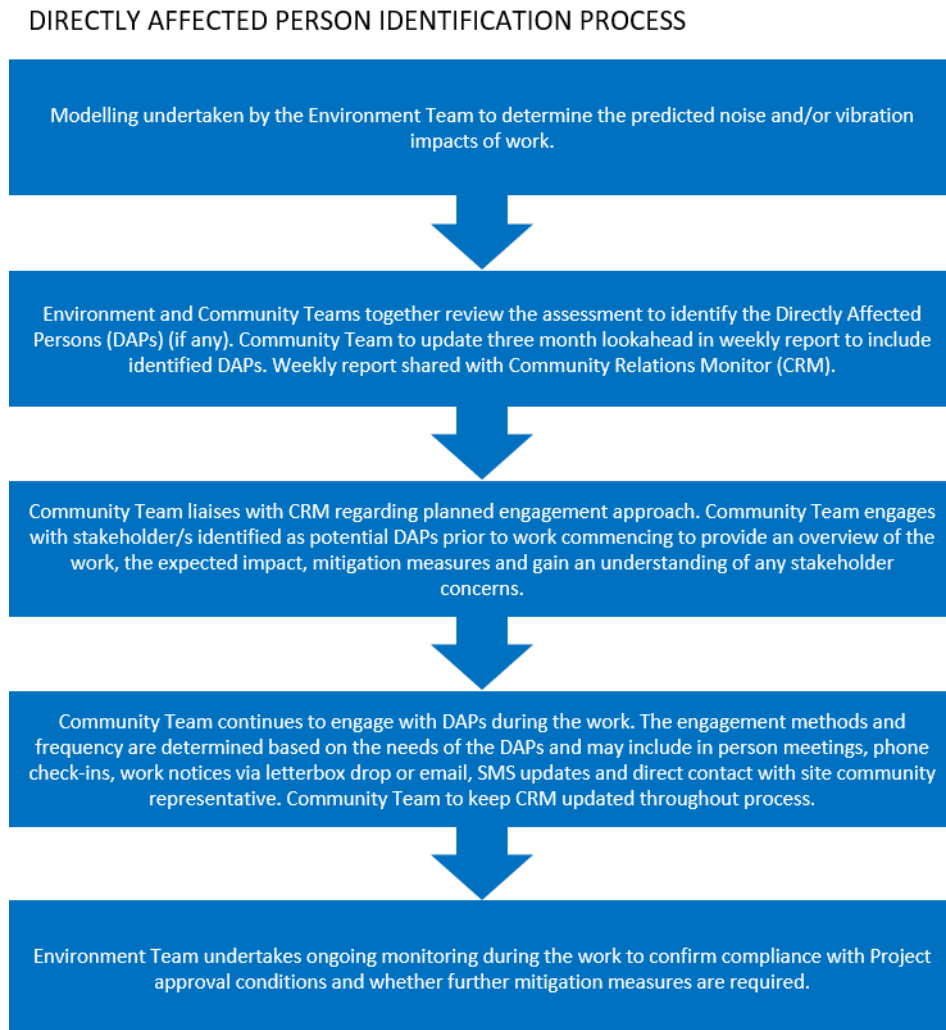 DIRECTLY AFFECTED PERSON IDENTIFICATION PROCESS
Modelling undertaken by the Environment Team to determine the predicted noise and/or vibration
impacts of work.
Environment and Community Teams together review the assessment to identify the Directly Affected
Persons (DAPs) (if any). Community Team to update three month lookahead in weekly report to include
identified DAPs. Weekly report shared with Community Relations Monitor (CRM).
Community Team liaises with CRM regarding planned engagement approach. Community Team engages
with stakeholder/s identified as potential DAPs prior to work commencing to provide an overview of the
work, the expected impact, mitigation measures and gain an understanding of any stakeholder
concerns.
Community Team continues to engage with DAPs during the work. The engagement methods and
frequency are determined based on the needs of the DAPs and may include in person meetings, phone
check-ins, work notices via letterbox drop or email, SMS updates and direct contact with site community
representative. Community Team to keep CRM updated throughout process.
Environment Team undertakes ongoing monitoring during the work to confirm compliance with Project
approval conditions and whether further mitigation measures are required.